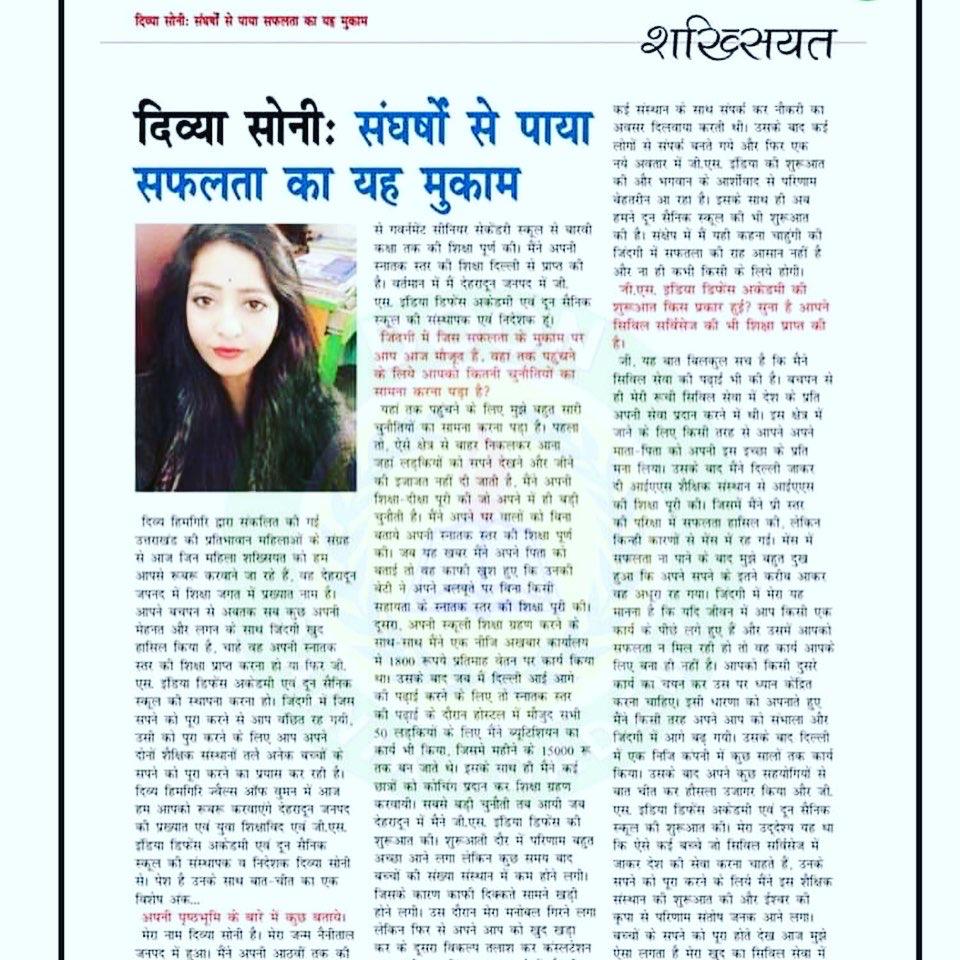 दिव्या सोनी: संघर्षों से पाया सफलता का यह मुकाम
शख्सियत
दिव्या सोनी: संघर्षों से पाया
सफलता का यह मुकाम
दिव्य हिमगिरि द्वारा संकलित की गई
उत्तराखंड की प्रतिभावान महिलाओं के संग्रह
से आज जिन महिला शख्सियत को हम
आपसे रूबरू करवाने जा रहे हैं, वह देहरादून
जपनद में शिक्षा जगत में प्रख्यात नाम है।
आपने बचपन से अबतक सब कुछ अपनी
मेहनत और लगन के साथ जिंदगी खुद
हासिल किया है, चाहे वह अपनी स्नातक
स्तर की शिक्षा प्राप्त करना हो या फिर जी.
एस. इंडिया डिफेंस अकेडमी एवं दून सैनिक
स्कूल की स्थापना करना हो। जिंदगी में जिस
सपने को पूरा करने से आप वंछित रह गयी,
उसी को पूरा करने के लिए आप अपने
दोनों शैक्षिक संस्थानों तले अनेक बच्चों के
सपने को पूरा करने का प्रयास कर रही है।
दिव्य हिमगिरि ज्वैल्स ऑफ वुमन में आज
हम आपको रूबरू करवाएंगे देहरादून जनपद
की प्रख्यात एवं युवा शिक्षाविद एवं जी.एस.
इंडिया डिफेंस अकेडमी एवं दून सैनिक
स्कूल की संस्थापक व निदेशक दिव्या सोनी
से। पेश है उनके साथ बात-चीत का एक
विशेष अंक...
अपनी पृष्ठभूमि के बारे में कुछ बताये।
मेरा नाम दिव्या सोनी है। मेरा जन्म नैनीताल
जनपद में हुआ। मैंने अपनी आठवीं तक की
से गवर्नमेंट सीनियर सेकेंडरी स्कूल से बारवी
कक्षा तक की शिक्षा पूर्ण की। मैंने अपनी
स्नातक स्तर की शिक्षा दिल्ली से प्राप्त की
है। वर्तमान में मैं देहरादून जनपद में जी.
एस. इंडिया डिफेंस अकेडमी एवं दून सैनिक
स्कूल की संस्थापक एवं निदेशक हूं।
जिंदगी में जिस सफलता के मुकाम पर
आप आज मौजूद है, वहां तक पहुंचने
के लिये आपको कितनी चुनौतियों का
सामना करना पड़ा है?
यहां तक पहुंचने के लिए मुझे बहुत सारी
चुनौतियों का सामना करना पड़ा है। पहला
तो, ऐसे क्षेत्र से बाहर निकलकर आना
जहां लड़कियों को सपने देखने और जीने
की इजाजत नहीं दी जाती है, मैंने अपनी
शिक्षा-दीक्षा पूरी की जो अपने में ही बड़ी
चुनौती है। मैंने अपने घर वालों को बिना
बताये अपनी स्नातक स्तर की शिक्षा पूर्ण
की। जब यह खबर मैंने अपने पिता को
बताई तो वह काफी खुश हुए कि उनकी
बेटी ने अपने बलबूते पर बिना किसी
सहायता के स्नातक स्तर की शिक्षा पूरी की।
दूसरा, अपनी स्कूली शिक्षा ग्रहण करने के
साथ-साथ मैंने एक नीजि अखबार कार्यालय
में 1800 रूपये प्रतिमाह वेतन पर कार्य किया
था। उसके बाद जब मैं दिल्ली आई आगे
की पढ़ाई करने के लिए तो स्नातक स्तर
की पढ़ाई के दौरान होस्टल में मौजूद सभी
50 लड़कियों के लिए मैंने ब्यूटिशियन का
कार्य भी किया, जिसमे महीने के 15000 रू
तक बन जाते थे। इसके साथ ही मैंने कई
छात्रों को कोचिंग प्रदान कर शिक्षा ग्रहण
करवायी। सबसे बड़ी चुनौती तब आयी जब
देहरादून में मैंने जी.एस. इंडिया डिफेंस की
शुरूआत की। शुरूआती दौर में परिणाम बहुत
अच्छा आने लगा लेकिन कुछ समय बाद
बच्चों की संख्या संस्थान में कम होने लगी।
जिसके कारण काफी दिक्कते सामने खड़ी
होने लगी। उस दौरान मेरा मनोबल गिरने लगा
लेकिन फिर से अपने आप को खुद खड़ा
कर के दूसरा विकल्प तलाश कर कंस्लटेशन
कई संस्थान के साथ संपर्क कर नौकरी का
अवसर दिलवाया करती थी। उसके बाद कई
लोगों से संपर्क बनते गये और फिर एक
नये अवतार में जी.एस. इंडिया की शुरूआत
की और भगवान के आर्शीवाद से परिणाम
बेहतरीन आ रहा है। इसके साथ ही अब
हमने दून सैनिक स्कूल की भी शुरूआत
की है। संक्षेप में मैं यही कहना चाहुंगी की
जिंदगी में सफतला की राह आसान नहीं है
और ना ही कभी किसी के लिये होगी।
जी.एस. इंडिया डिफेंस अकेडमी की
शुरूआत किस प्रकार हुई? सुना है आपने
सिविल सर्विसेज की भी शिक्षा प्राप्त की
है।
जी, यह बात बिलकुल सच है कि मैंने
सिविल सेवा की पढ़ाई भी की है। बचपन से
ही मेरी रूची सिविल सेवा में देश के प्रति
अपनी सेवा प्रदान करने में थी। इस क्षेत्र में
जाने के लिए किसी तरह से आपने अपने
माता-पिता को अपनी इस इच्छा के प्रति
मना लिया। उसके बाद मैंने दिल्ली जाकर
दी आईएएस शैक्षिक संस्थान से आईएएस
की शिक्षा पूरी की। जिसमें मैंने प्री स्तर
की परिक्षा में सफलता हासिल की, लेकिन
किन्ही कारणों से मेंस में रह गई। मेंस में
सफलता न पाने के बाद मुझे बहुत दुख
हुआ कि अपने सपने के इतने करीब आकर
वह अधूरा रह गया। जिंदगी में मेरा यह
मानना है कि यदि जीवन में आप किसी एक
कार्य के पीछे लगे हुए हैं और उसमें आपको
सफलता न मिल रही हो तो वह कार्य आपके
लिए बना ही नहीं है। आपको किसी दूसरे
कार्य का चयन कर उस पर ध्यान केंद्रित
करना चाहिए। इसी धारणा को अपनाते हुए
मैंने किसी तरह अपने आप को संभाला और
जिंदगी में आगे बढ़ गयी। उसके बाद दिल्ली
में एक निजि कंपनी में कुछ सालों तक कार्य
किया। उसके बाद अपने कुछ सहयोगियों से
बात चीत कर हौसला उजागर किया और जी.
एस. इंडिया डिफेंस अकेडमी एवं दून सैनिक
स्कूल की शुरूआत की। मेरा उद्देश्य यह था
कि ऐसे कई बच्चे जो सिविल सर्विसेज में
जाकर देश की सेवा करना चाहते हैं, उनके
सपने को पूरा करने के लिये मैंने इस शैक्षिक
संस्थान की शुरूआत की और ईश्वर की
कृपा से परिणाम संतोष जनक आने लगा।
बच्चों के सपने को पूरा होते देख आज मुझे
ऐसा लगता है मेरा खुद का सिविल सेवा में